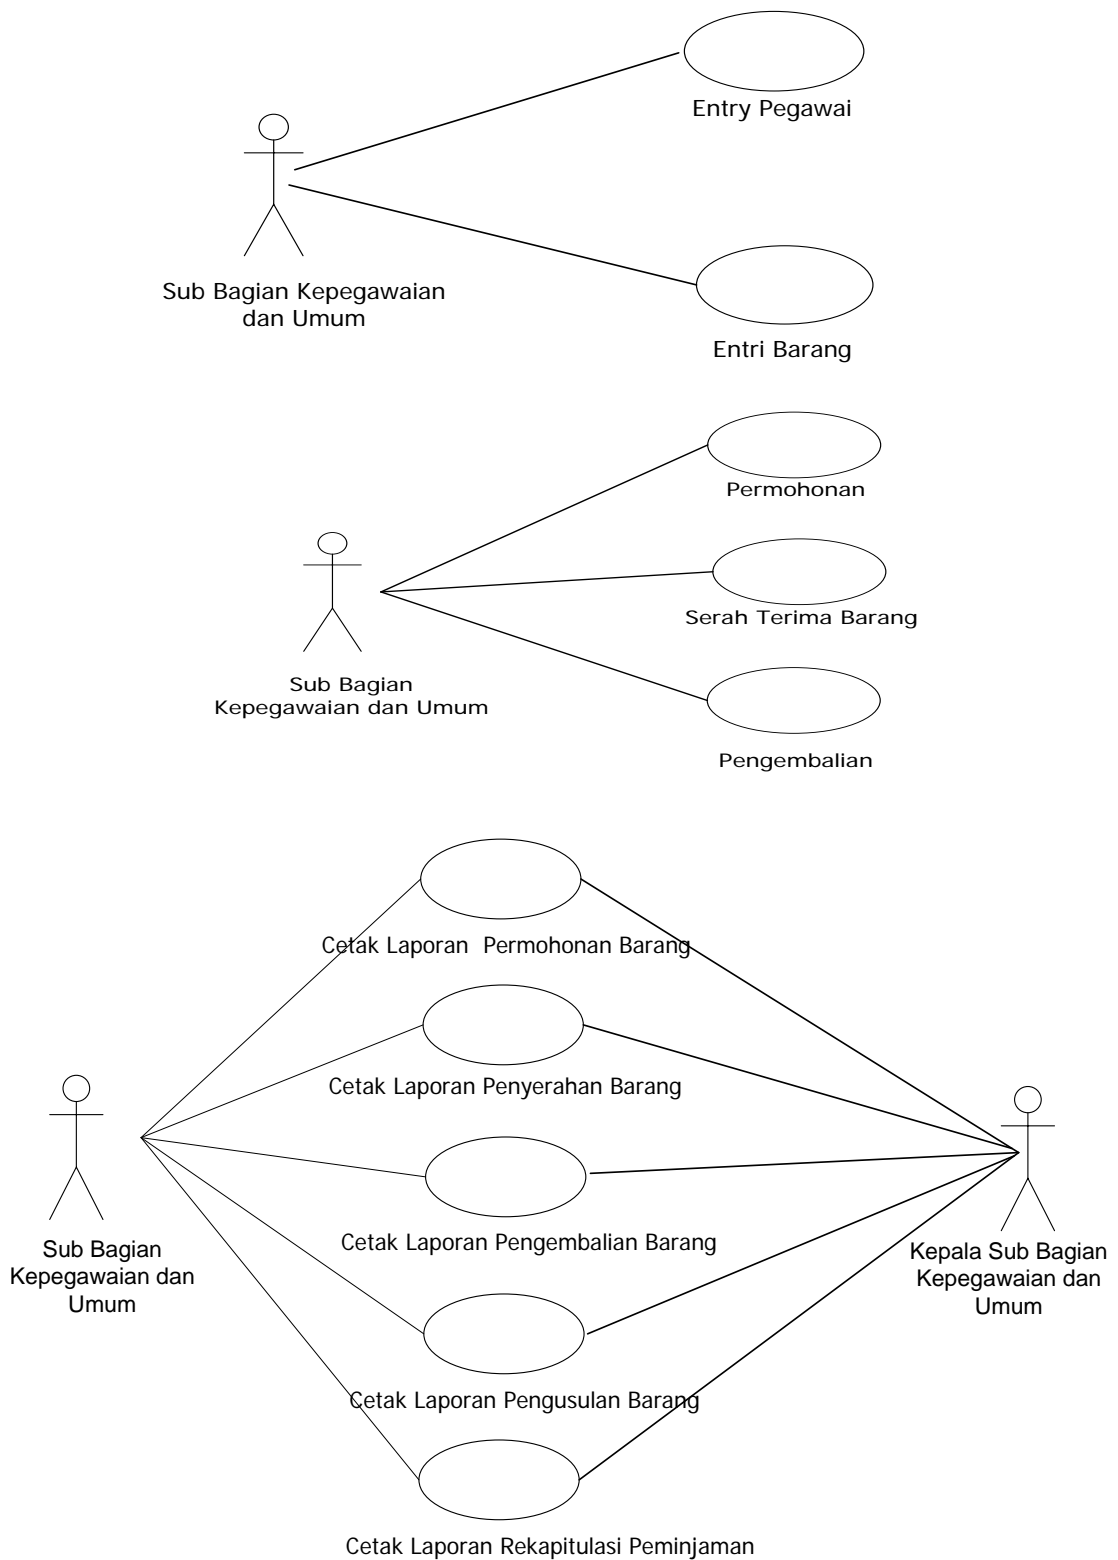 Entry Pegawai
Sub Bagian Kepegawaian
dan Umum
Entri Barang
Permohonan
Serah Terima Barang
Sub Bagian
Kepegawaian dan Umum
Pengembalian
Cetak Laporan  Permohonan Barang
Cetak Laporan Penyerahan Barang
Cetak Laporan Pengembalian Barang
Sub Bagian
Kepegawaian dan
Umum
Kepala Sub Bagian
Kepegawaian dan
Umum
Cetak Laporan Pengusulan Barang
Cetak Laporan Rekapitulasi Peminjaman